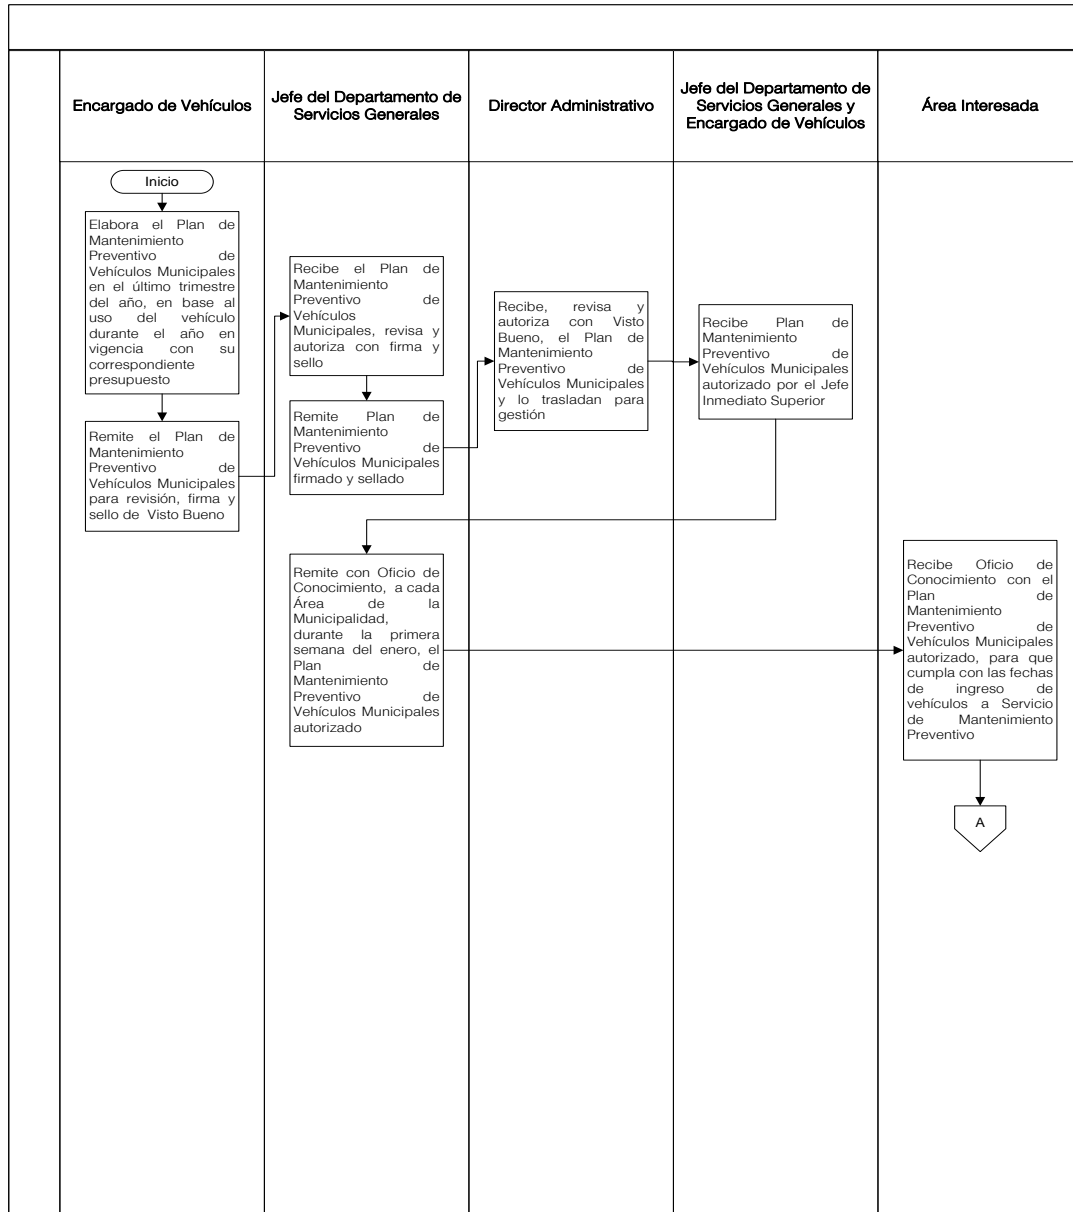 Encargado de Vehículos
Jefe del Departamento de
Servicios Generales
Director Administrativo
Jefe del Departamento de
Servicios Generales y
Encargado de Vehículos
Área Interesada
Inicio
Elabora el Plan de
Mantenimiento
Preventivo de
Vehículos Municipales
en el último trimestre
del año, en base al
uso del vehículo
durante el año en
vigencia con su
correspondiente
presupuesto
Remite el Plan de
Mantenimiento
Preventivo de
Vehículos Municipales
para revisión, firma y
sello de Visto Bueno
Recibe el Plan de
Mantenimiento
Preventivo de
Vehículos
Municipales, revisa y
autoriza con firma y
sello
Remite Plan de
Mantenimiento
Preventivo de
Vehículos Municipales
firmado y sellado
Recibe, revisa y
autoriza con Visto
Bueno, el Plan de
Mantenimiento
Preventivo de
Vehículos Municipales
y lo trasladan para
gestión
Recibe Plan de
Mantenimiento
Preventivo de
Vehículos Municipales
autorizado por el Jefe
Inmediato Superior
Remite con Oficio de
Conocimiento, a cada
Área de la
Municipalidad,
durante la primera
semana del enero, el
Plan de
Mantenimiento
Preventivo de
Vehículos Municipales
autorizado
Recibe Oficio de
Conocimiento con el
Plan de
Mantenimiento
Preventivo de
Vehículos Municipales
autorizado, para que
cumpla con las fechas
de ingreso de
vehículos a Servicio
de Mantenimiento
Preventivo
A